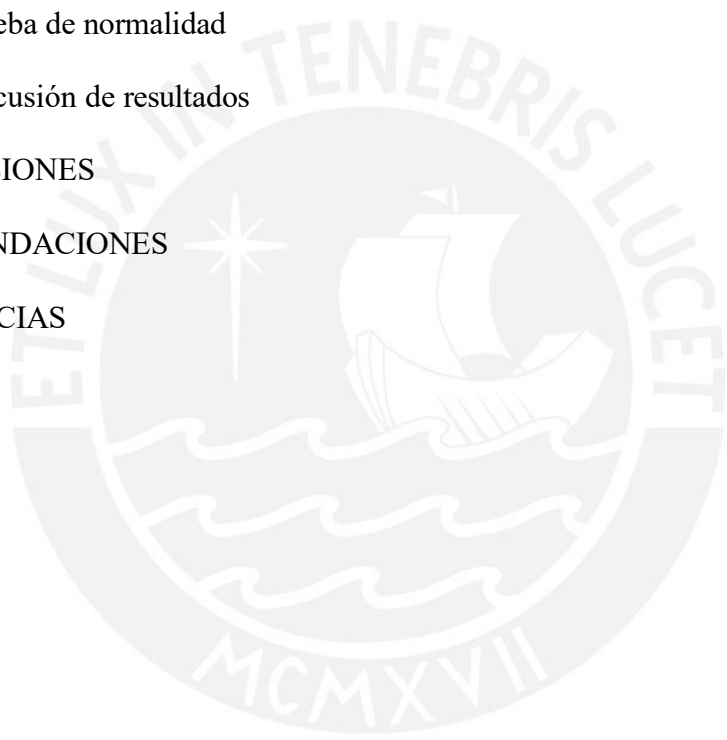 eba de normalidad
cusión de resultados
IONES
NDACIONES
CIAS
ET LUX IN TENEBRIS LUCET
MCMXVII